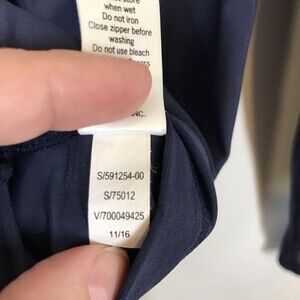 when wet
Do not iron
Close zipper before
washing
Do not use bleach
INC.
S/591254-00
S/75012
V/700049425
11/16